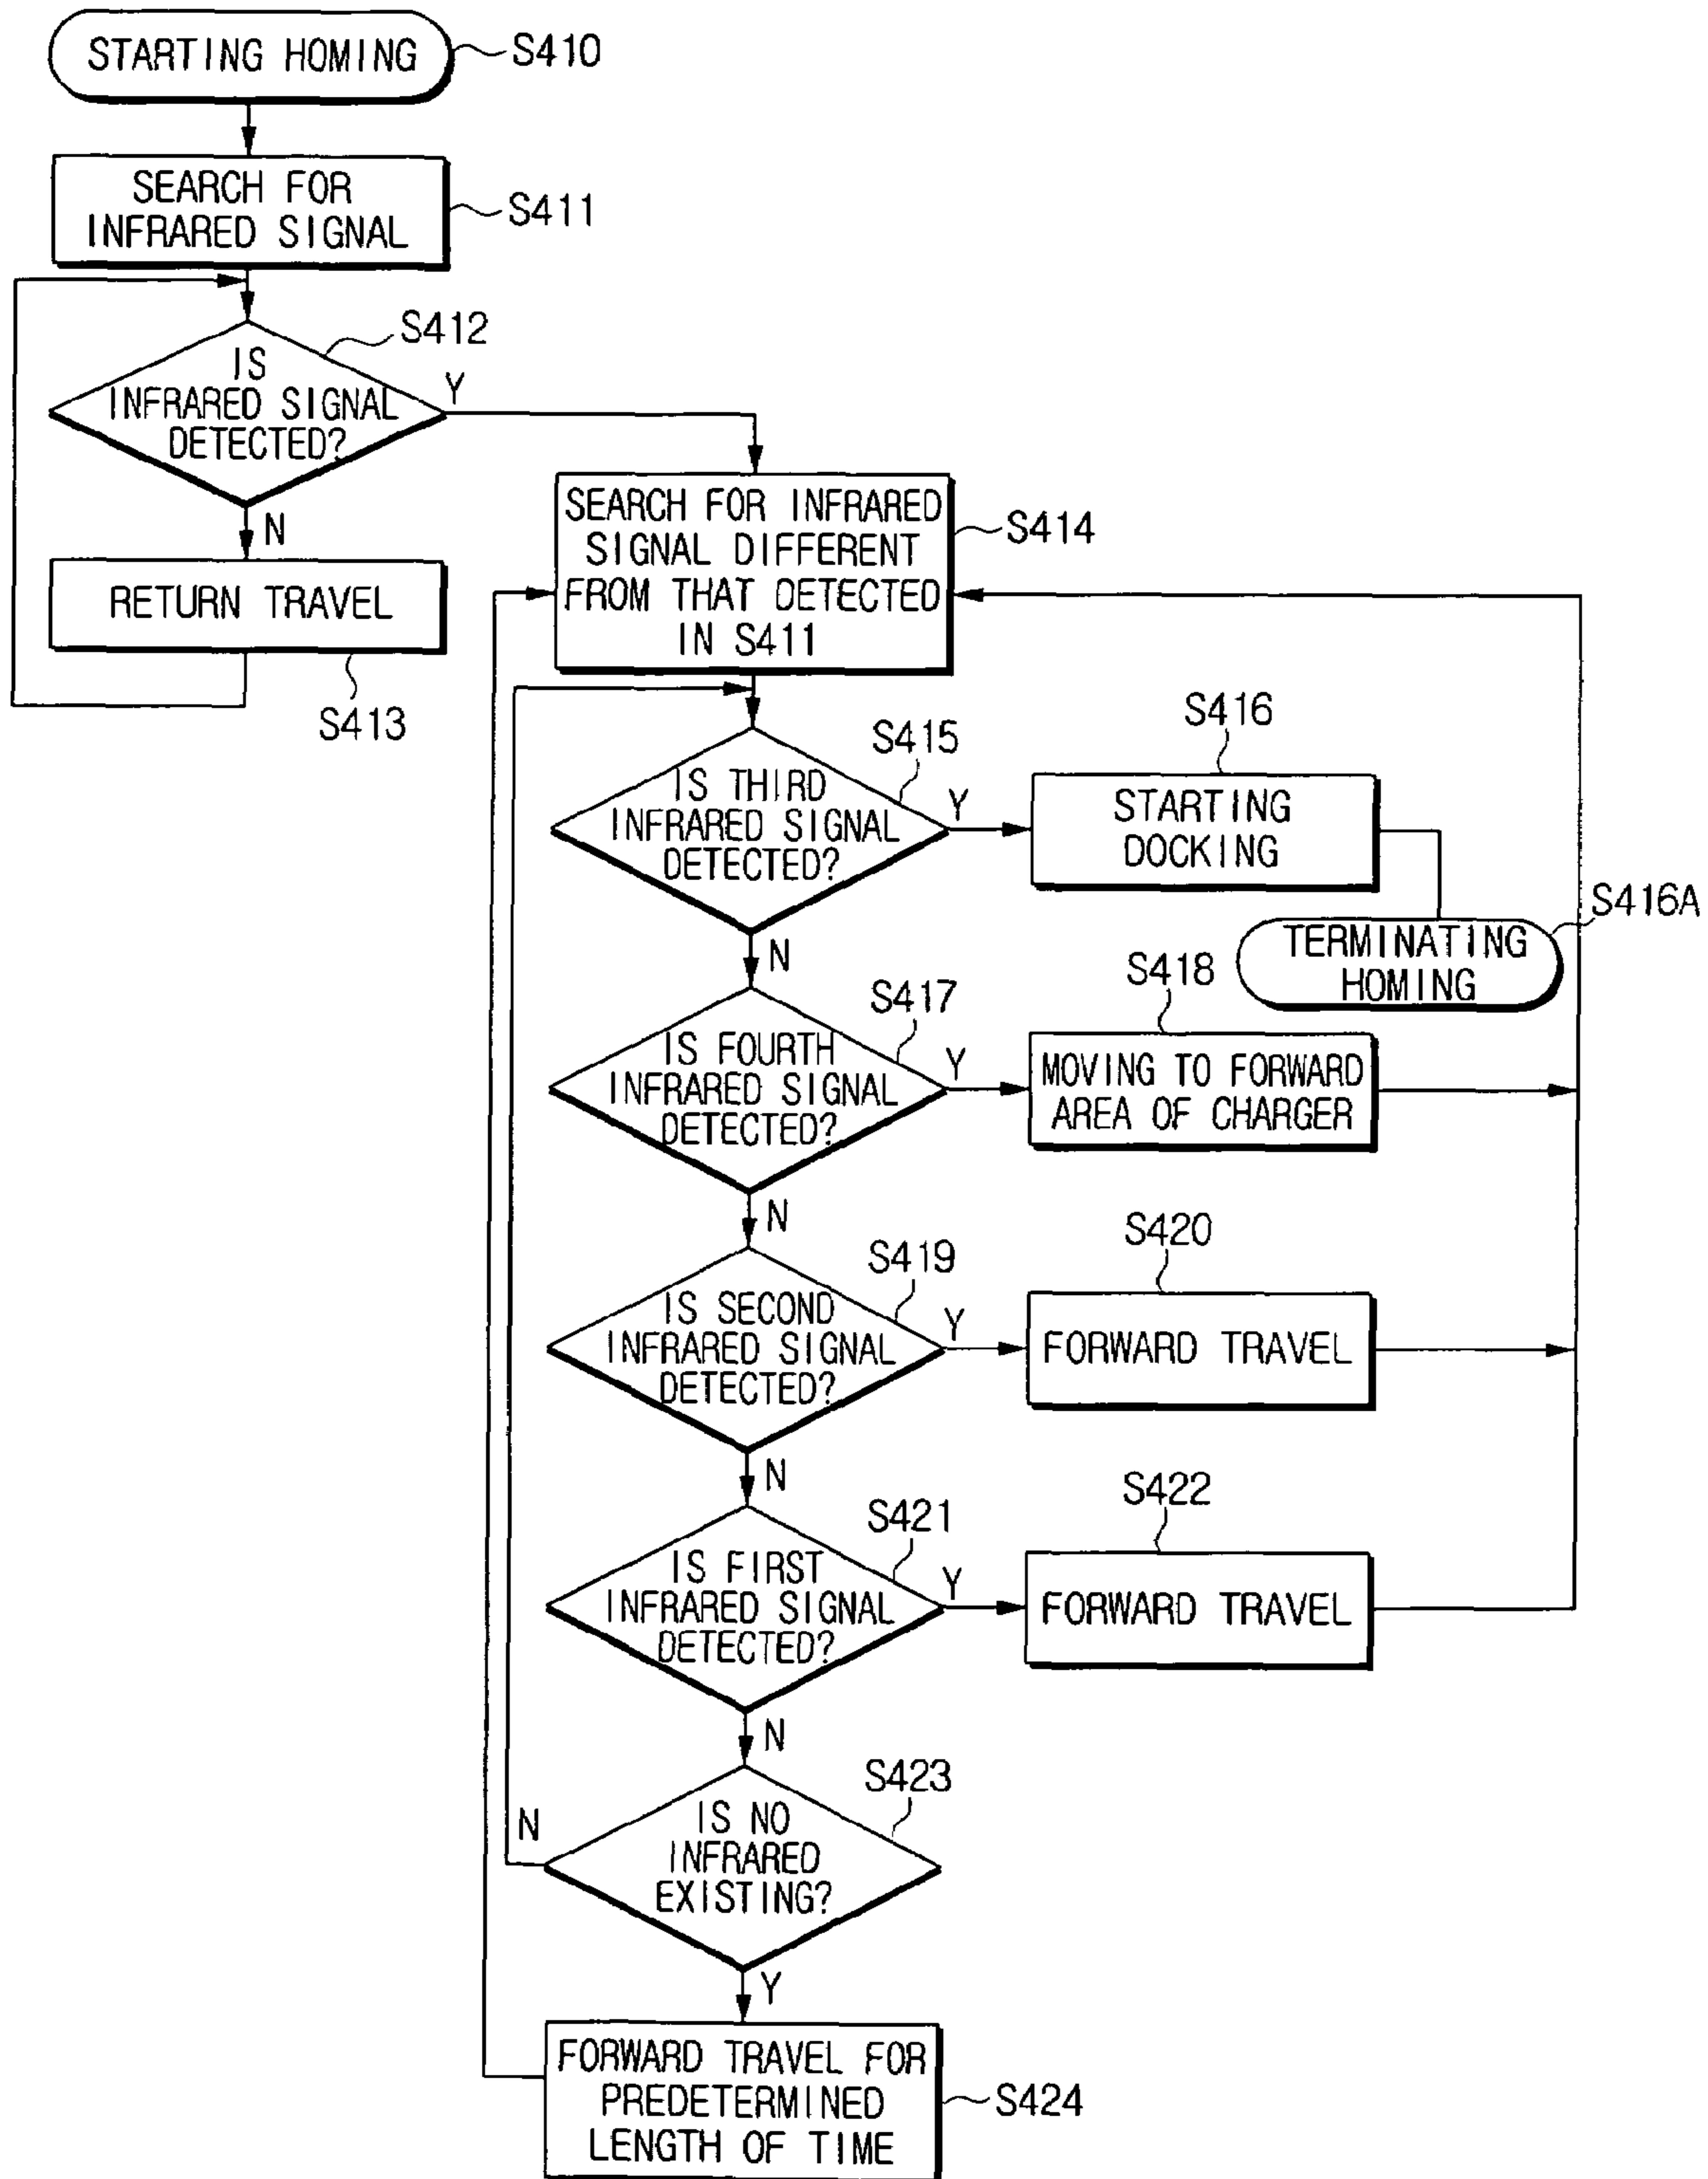 STARTING HOMING
S410
SEARCH FOR
INFRARED SIGNAL
S411
S412
IS
INFRARED SIGNAL
DETECTED?
Y
N
RETURN TRAVEL
S413
SEARCH FOR INFRARED
SIGNAL DIFFERENT
FROM THAT DETECTED
IN S411
S414
S415
IS THIRD
INFRARED SIGNAL
DETECTED?
Y
N
S416
STARTING
DOCKING
S416A
TERMINATING
HOMING
S417
IS FOURTH
INFRARED SIGNAL
DETECTED?
Y
N
S418
MOVING TO FORWARD
AREA OF CHARGER
S419
IS SECOND
INFRARED SIGNAL
DETECTED?
Y
N
S420
FORWARD TRAVEL
S421
IS FIRST
INFRARED SIGNAL
DETECTED?
Y
N
S422
FORWARD TRAVEL
S423
IS NO
INFRARED
EXISTING?
N
Y
FORWARD TRAVEL FOR
PREDETERMINED
LENGTH OF TIME
S424